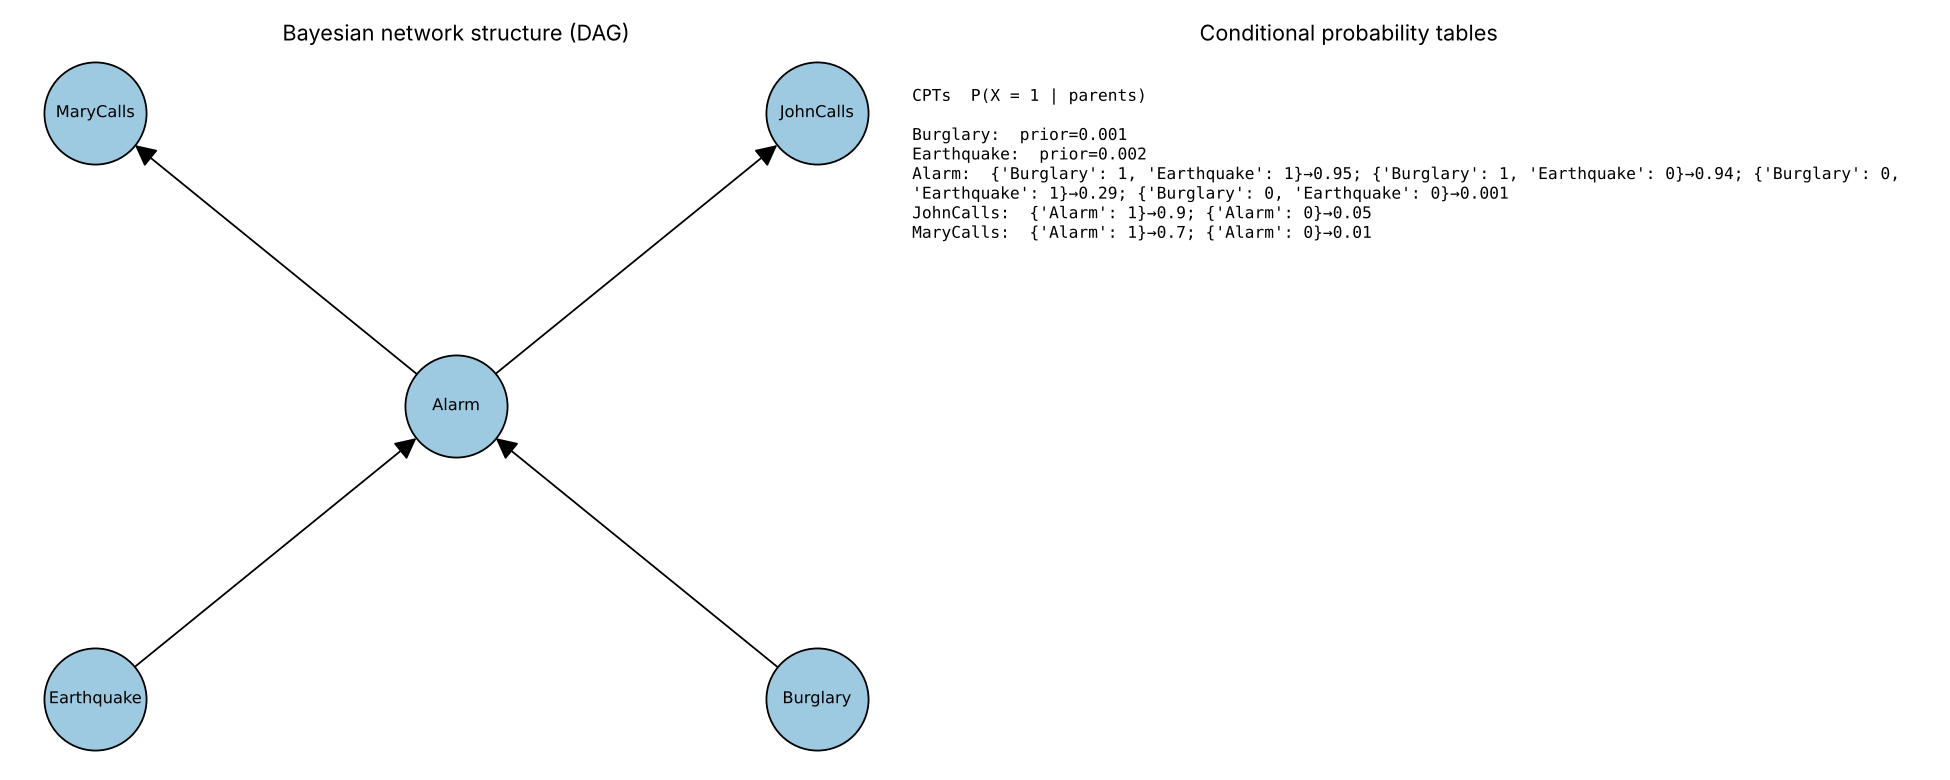 Bayesian network structure (DAG)
Conditional probability tables
MaryCalls
JohnCalls
Alarm
Earthquake
Burglary
CPTs  P(X = 1 | parents)
Burglary:  prior=0.001
Earthquake:  prior=0.002
Alarm:  {'Burglary': 1, 'Earthquake': 1}→0.95; {'Burglary': 1, 'Earthquake': 0}→0.94; {'Burglary': 0,
'Earthquake': 1}→0.29; {'Burglary': 0, 'Earthquake': 0}→0.001
JohnCalls:  {'Alarm': 1}→0.9; {'Alarm': 0}→0.05
MaryCalls:  {'Alarm': 1}→0.7; {'Alarm': 0}→0.01